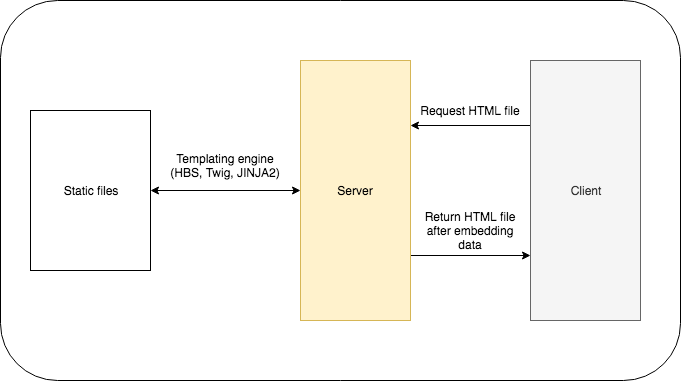 Request HTML file
Templating engine
(HBS, Twig, JINJA2)
Static files
Server
Client
Return HTML file
after embedding
data